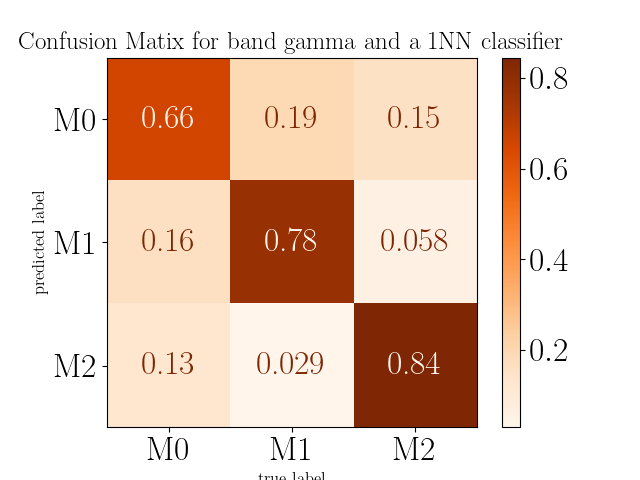 Confusion Matix for band gamma and a 1NN classifier
M0 0.66 0.19 0.15
M1 0.16 0.78 0.058
M2 0.13 0.029 0.84
M0 M1 M2
predicted label
true label
0.8
0.6
0.4
0.2